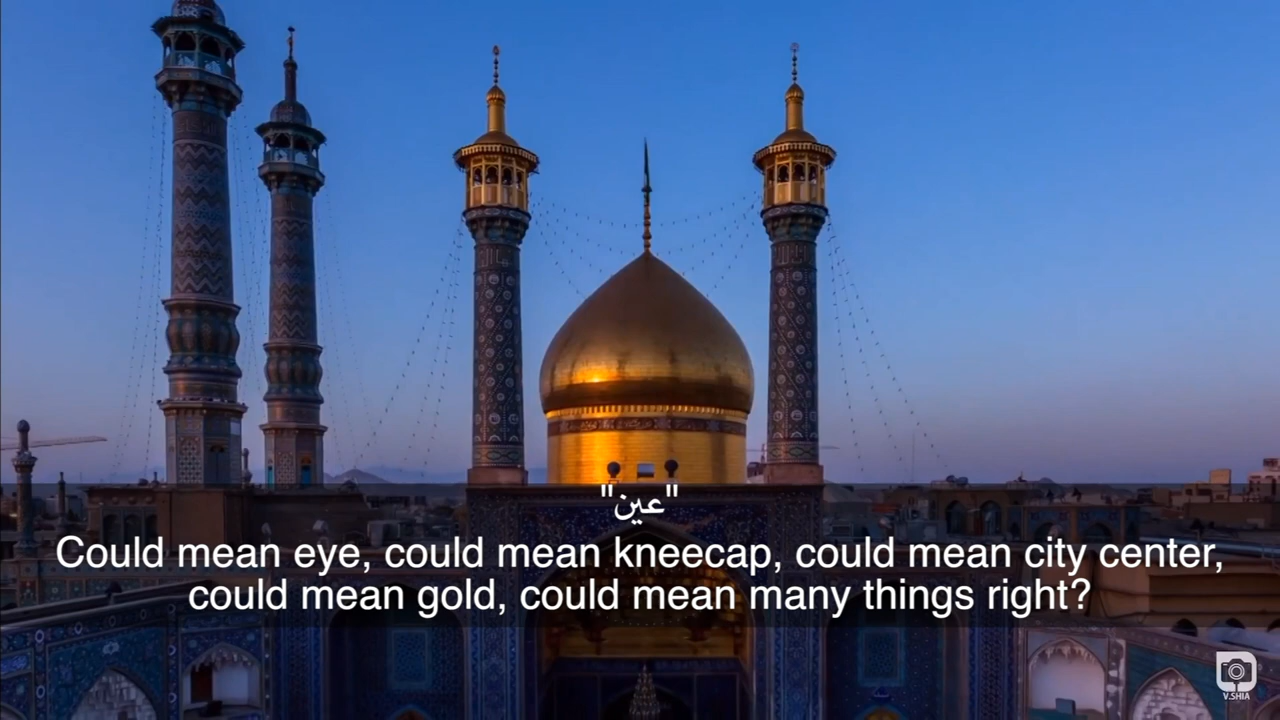 "عين"
Could mean eye, could mean kneecap, could mean city center,
could mean gold, could mean many things right?
V.SHIA